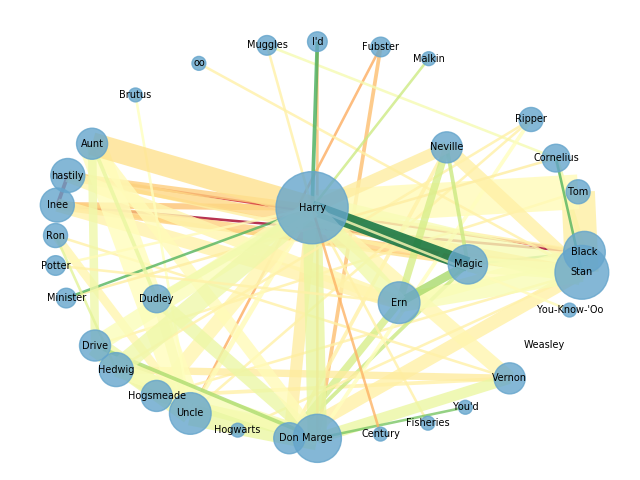 I'd
Muggles
Fubster
Malkin
oo
Brutus
Ripper
Aunt
Neville
Cornelius
hastily
Tom
Inee
Harry
Ron
Black
Potter
Magic
Stan
Minister
Dudley
Ern
You-Know-'Oo
Drive
Weasley
Hedwig
Vernon
Hogsmeade
You'd
Uncle
Fisheries
Hogwarts
Century
Don
Marge